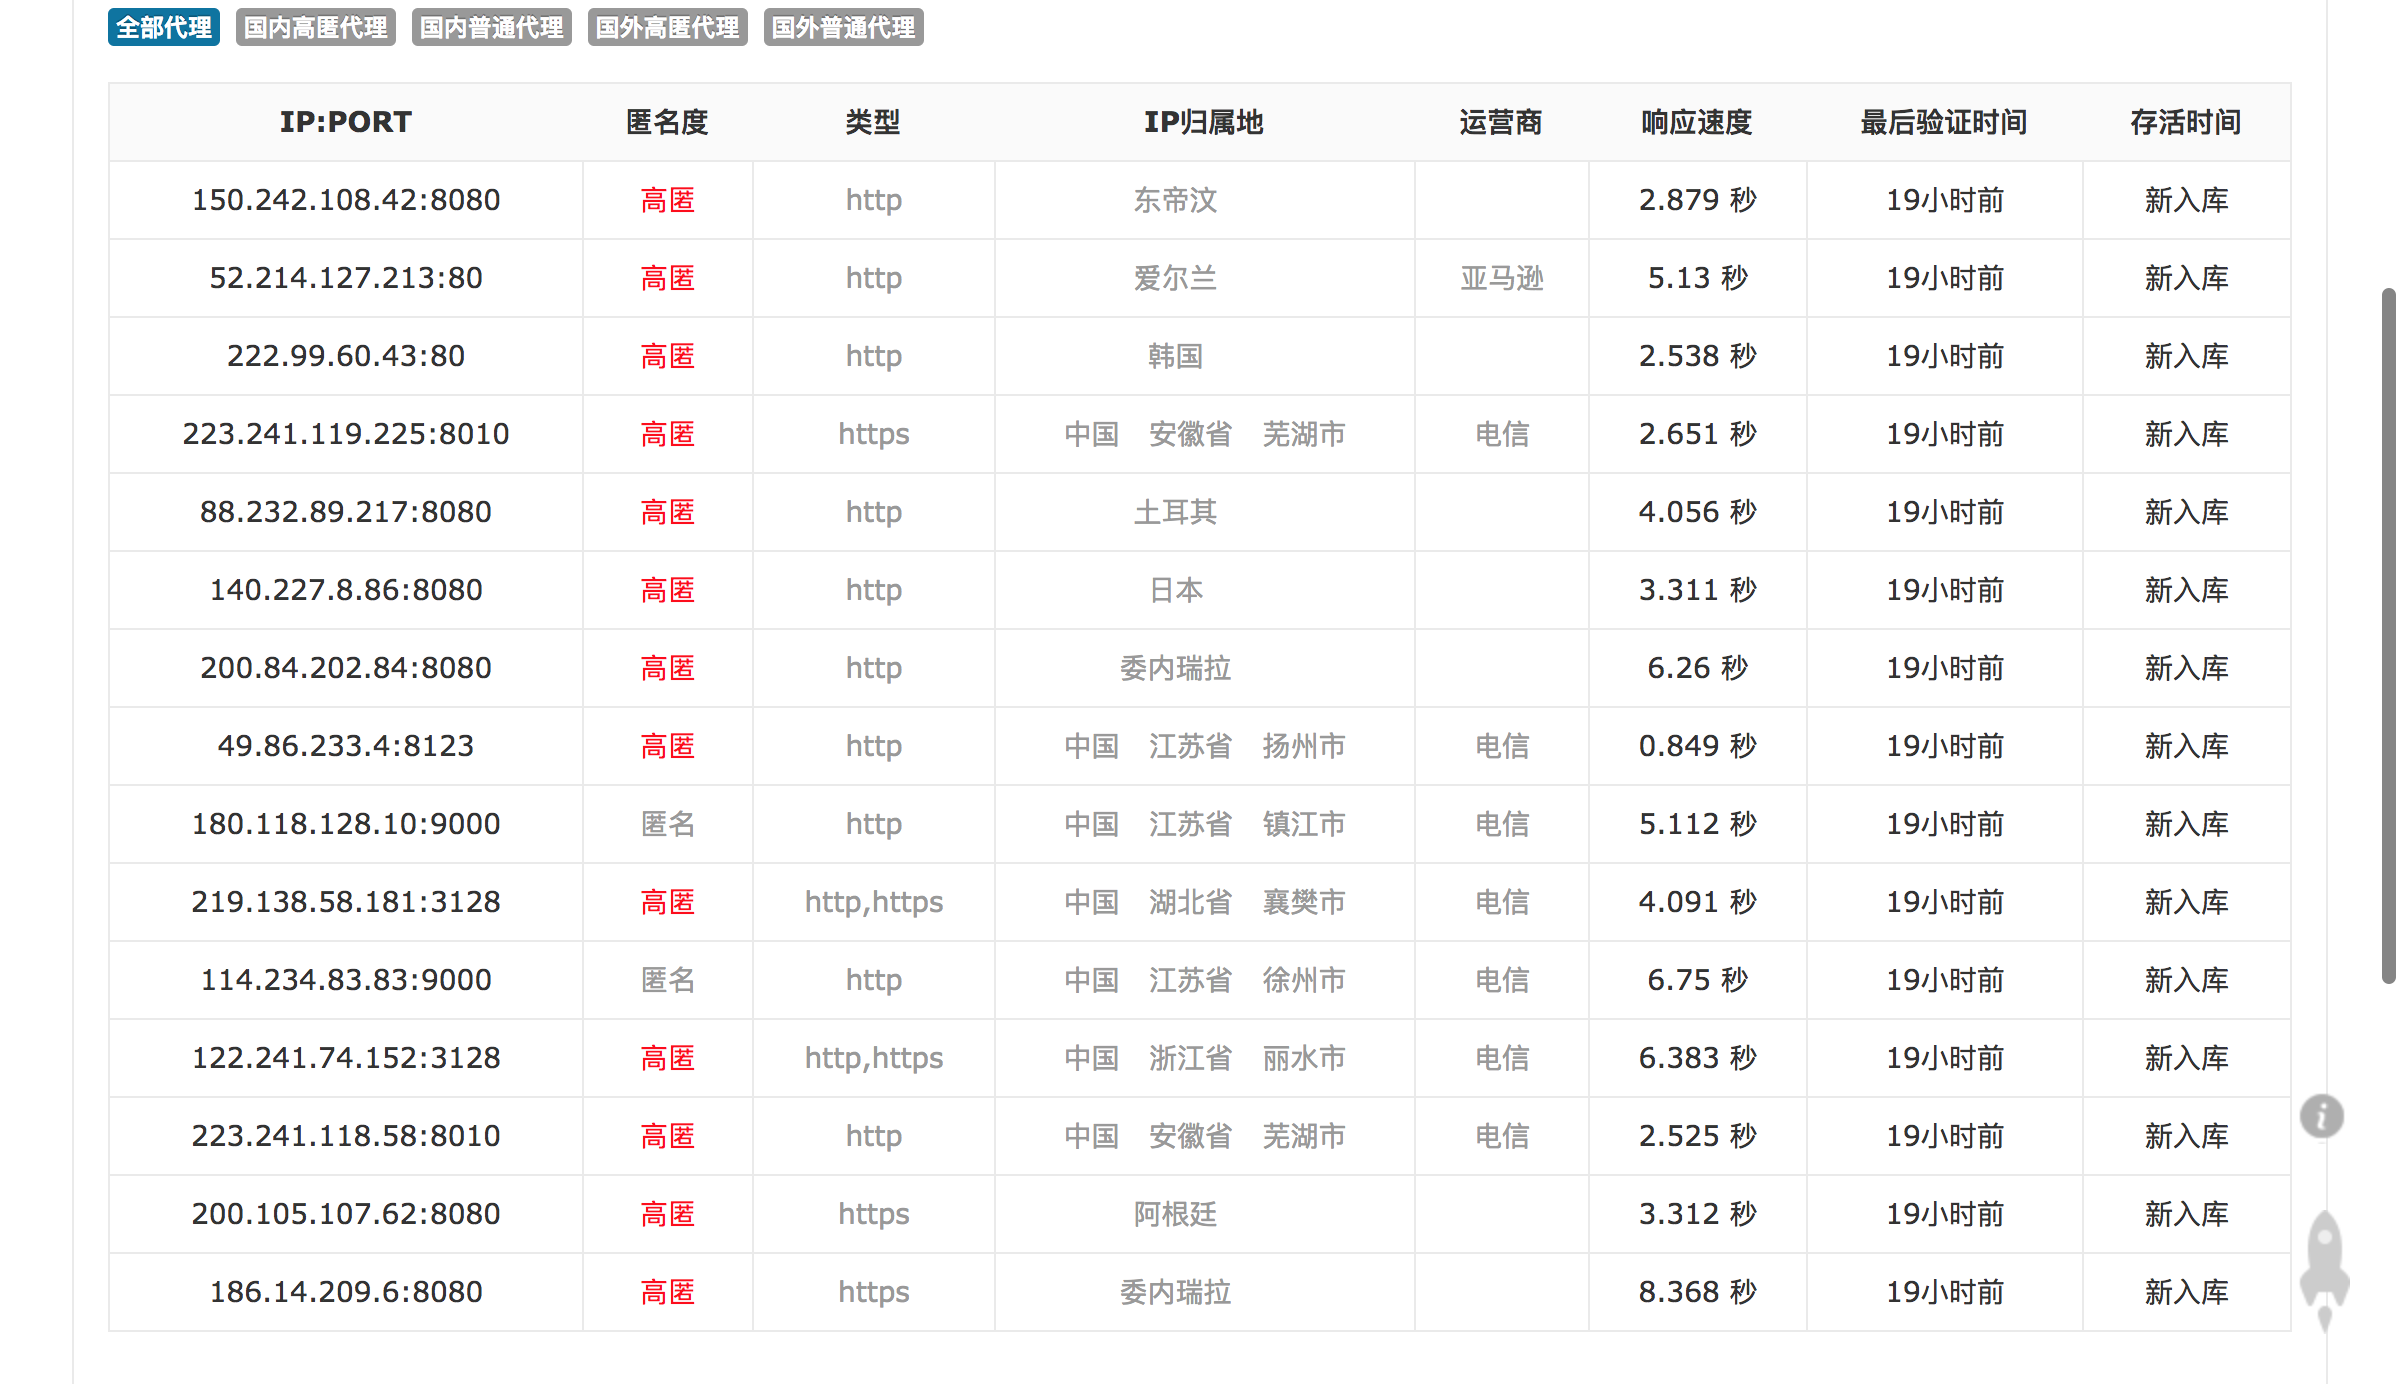 全部代理 国内高匿代理 国内普通代理 国外高匿代理 国外普通代理
IP:PORT 匿名度 类型 IP归属地 运营商 响应速度 最后验证时间 存活时间
150.242.108.42:8080 高匿 http 东帝汶 2.879 秒 19小时前 新入库
52.214.127.213:80 高匿 http 爱尔兰 亚马逊 5.13 秒 19小时前 新入库
222.99.60.43:80 高匿 http 韩国 2.538 秒 19小时前 新入库
223.241.119.225:8010 高匿 https 中国 安徽省 芜湖市 电信 2.651 秒 19小时前 新入库
88.232.89.217:8080 高匿 http 土耳其 4.056 秒 19小时前 新入库
140.227.8.86:8080 高匿 http 日本 3.311 秒 19小时前 新入库
200.84.202.84:8080 高匿 http 委内瑞拉 6.26 秒 19小时前 新入库
49.86.233.4:8123 高匿 http 中国 江苏省 扬州市 电信 0.849 秒 19小时前 新入库
180.118.128.10:9000 匿名 http 中国 江苏省 镇江市 电信 5.112 秒 19小时前 新入库
219.138.58.181:3128 高匿 http,https 中国 湖北省 襄樊市 电信 4.091 秒 19小时前 新入库
114.234.83.83:9000 匿名 http 中国 江苏省 徐州市 电信 6.75 秒 19小时前 新入库
122.241.74.152:3128 高匿 http,https 中国 浙江省 丽水市 电信 6.383 秒 19小时前 新入库
223.241.118.58:8010 高匿 http 中国 安徽省 芜湖市 电信 2.525 秒 19小时前 新入库
200.105.107.62:8080 高匿 https 阿根廷 3.312 秒 19小时前 新入库
186.14.209.6:8080 高匿 https 委内瑞拉 8.368 秒 19小时前 新入库